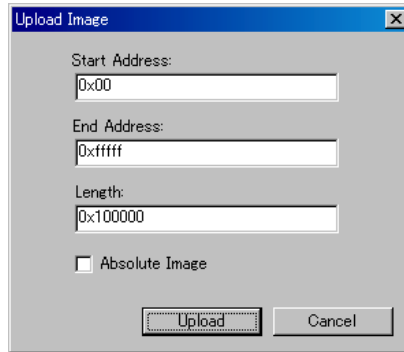 Upload Image
Start Address:
0x00
End Address:
0xfffff
Length:
0x100000
Absolute Image
Upload
Cancel